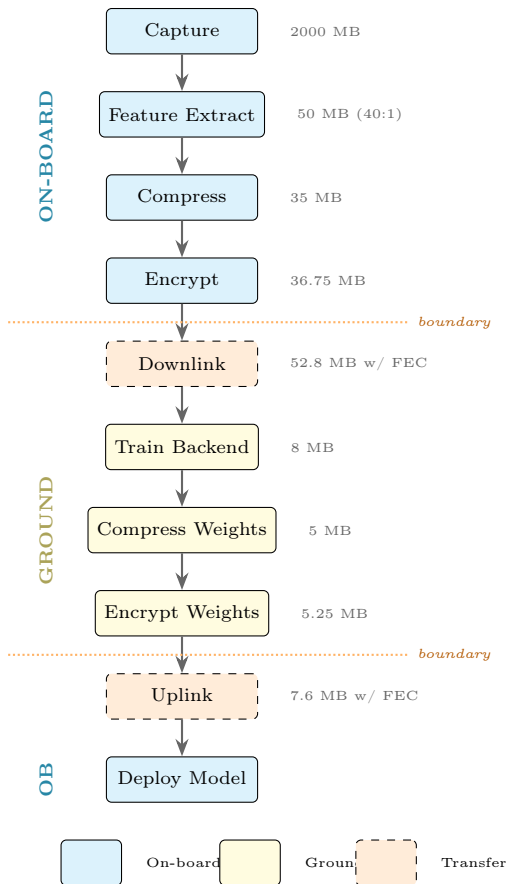 Capture 2000 MB
Feature Extract 50 MB (40:1)
ON-BOARD
Compress 35 MB
Encrypt 36.75 MB
boundary
Downlink 52.8 MB w/ FEC
Train Backend 8 MB
GROUND
Compress Weights 5 MB
Encrypt Weights 5.25 MB
boundary
Uplink 7.6 MB w/ FEC
OB
Deploy Model
On-board Groun Transfer